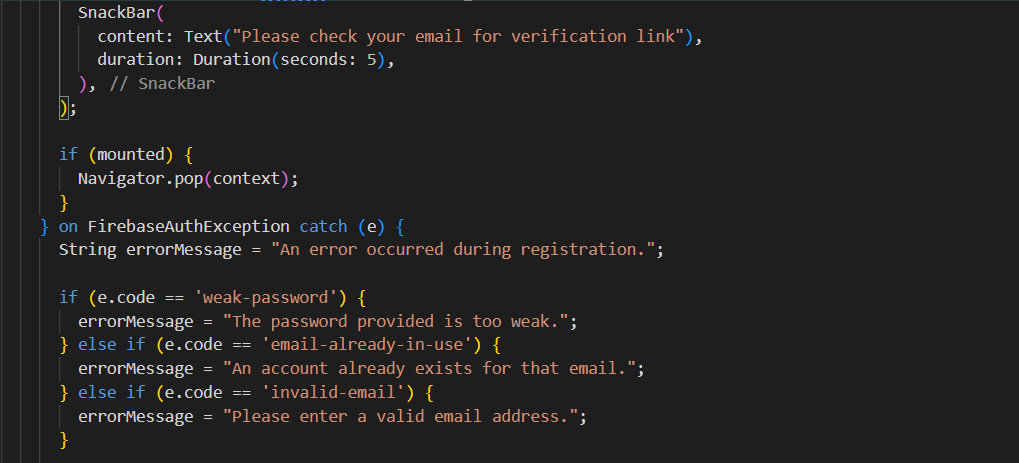 SnackBar(
content: Text("Please check your email for verification link"),
duration: Duration(seconds: 5),
), // SnackBar
);
if (mounted) {
Navigator.pop(context);
}
} on FirebaseAuthException catch (e) {
String errorMessage = "An error occurred during registration.";
if (e.code == 'weak-password') {
errorMessage = "The password provided is too weak.";
} else if (e.code == 'email-already-in-use') {
errorMessage = "An account already exists for that email.";
} else if (e.code == 'invalid-email') {
errorMessage = "Please enter a valid email address.";
}